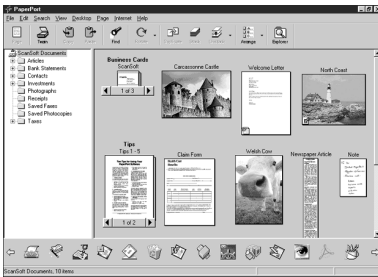 PaperPort
File Edit Search View Desktop Page Internet Help
Find
Arrange
Explorer
ScanSoft Documents
Articles
Bank Statements
Contacts
Investments
Photographs
Receipts
Saved Faxes
Saved Photocopies
Taxes
Business Cards
ScanSoft
1 of 3
Carcassonne Castle
Welcome Letter
North Coast
Tips
Tips 1 - 5
1 of 2
Claim Form
Welsh Cow
Newspaper Article
Note
ScanSoft Documents, 10 items